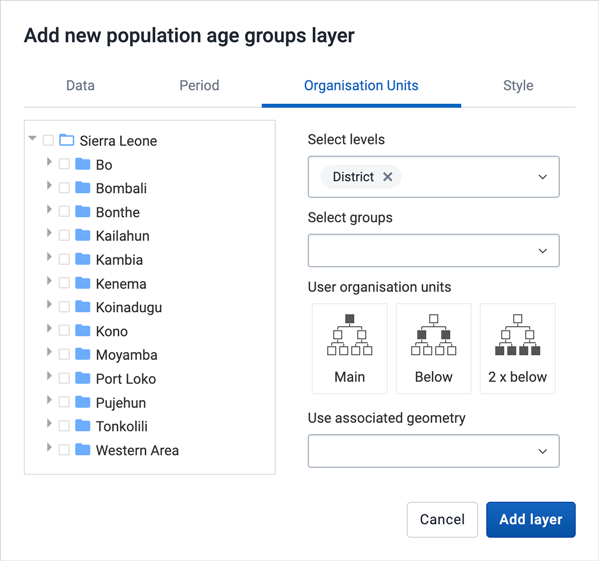 Add new population age groups layer
Data Period Organisation Units Style
Sierra Leone
Bo
Bombali
Bonthe
Kailahun
Kambia
Kenema
Koinadugu
Kono
Moyamba
Port Loko
Pujehun
Tonkolili
Western Area
Select levels
District
Select groups
User organisation units
Main Below 2 x below
Use associated geometry
Cancel Add layer